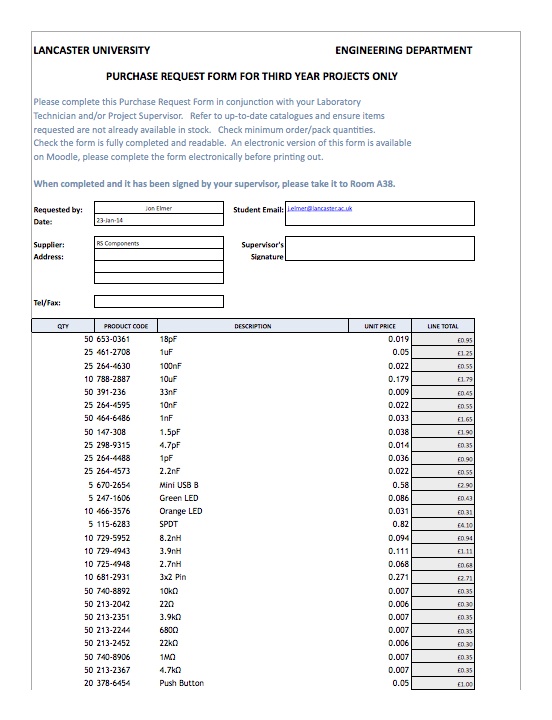 LANCASTER UNIVERSITY ENGINEERING DEPARTMENT
PURCHASE REQUEST FORM FOR THIRD YEAR PROJECTS ONLY
Please complete this Purchase Request Form in conjunction with your Laboratory
Technician and/or Project Supervisor. Refer to up-to-date catalogues and ensure items
requested are not already available in stock. Check minimum order/pack quantities.
Check the form is fully completed and readable. An electronic version of this form is available
on Moodle, please complete the form electronically before printing out.
When completed and it has been signed by your supervisor, please take it to Room A38.
Requested by: Jon Elmer Student Email: j.elmer@lancaster.ac.uk
Date: 23-Jan-14
Supplier: RS Components Supervisor's
Address: Signature
Tel/Fax:
QTY PRODUCT CODE DESCRIPTION UNIT PRICE LINE TOTAL
50 653-0361 18pF 0.019 £0.95
25 461-2708 1uF 0.05 £1.25
25 264-4630 100nF 0.022 £0.55
10 788-2887 10uF 0.179 £1.79
50 391-236 33nF 0.009 £0.45
25 264-4595 10nF 0.022 £0.55
50 464-6486 1nF 0.033 £1.65
50 147-308 1.5pF 0.038 £1.90
25 298-9315 4.7pF 0.014 £0.35
25 264-4488 1pF 0.036 £0.90
25 264-4573 2.2nF 0.022 £0.55
5 670-2654 Mini USB B 0.58 £2.90
5 247-1606 Green LED 0.086 £0.43
10 466-3576 Orange LED 0.031 £0.31
5 115-6283 SPDT 0.82 £4.10
10 729-5952 8.2nH 0.094 £0.94
10 729-4943 3.9nH 0.111 £1.11
10 725-4948 2.7nH 0.068 £0.68
10 681-2931 3x2 Pin 0.271 £2.71
50 740-8892 10kΩ 0.007 £0.35
50 213-2042 22Ω 0.006 £0.30
50 213-2351 3.9kΩ 0.007 £0.35
50 213-2244 680Ω 0.007 £0.35
50 213-2452 22kΩ 0.006 £0.30
50 740-8906 1MΩ 0.007 £0.35
50 213-2367 4.7kΩ 0.007 £0.35
20 378-6454 Push Button 0.05 £1.00